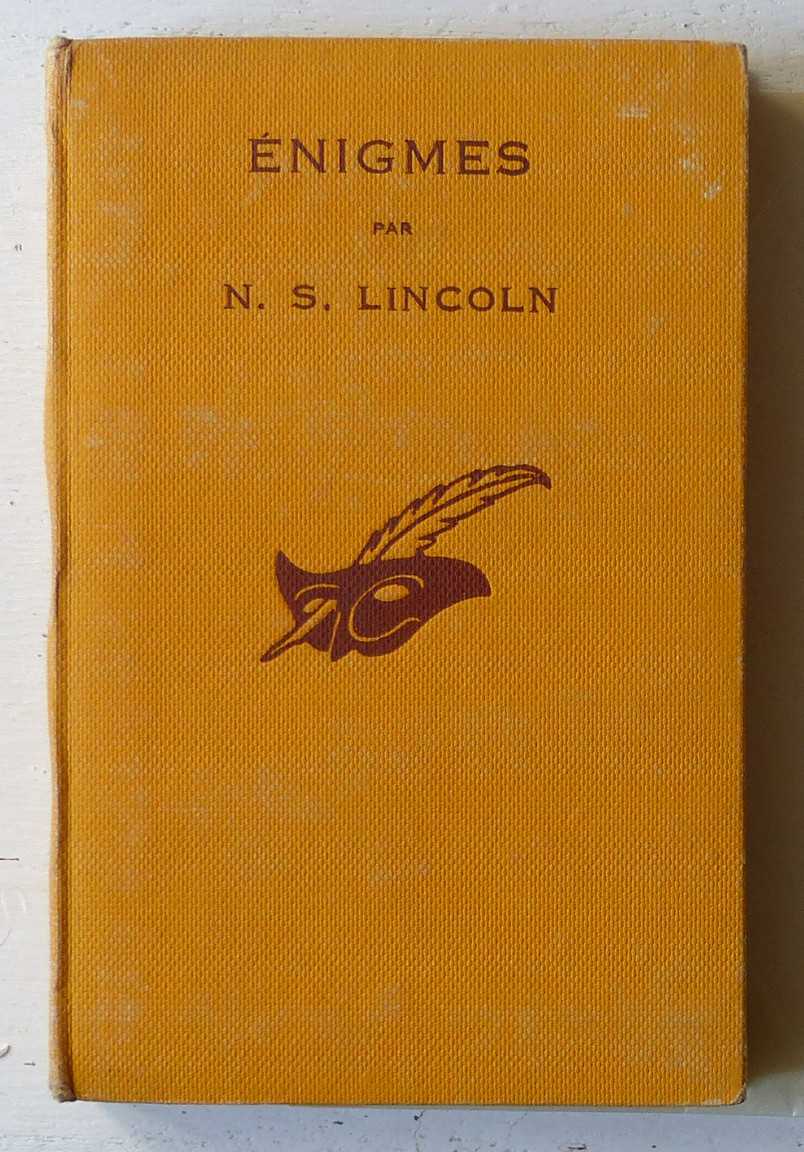 ÉNIGMES
PAR
N. S. LINCOLN